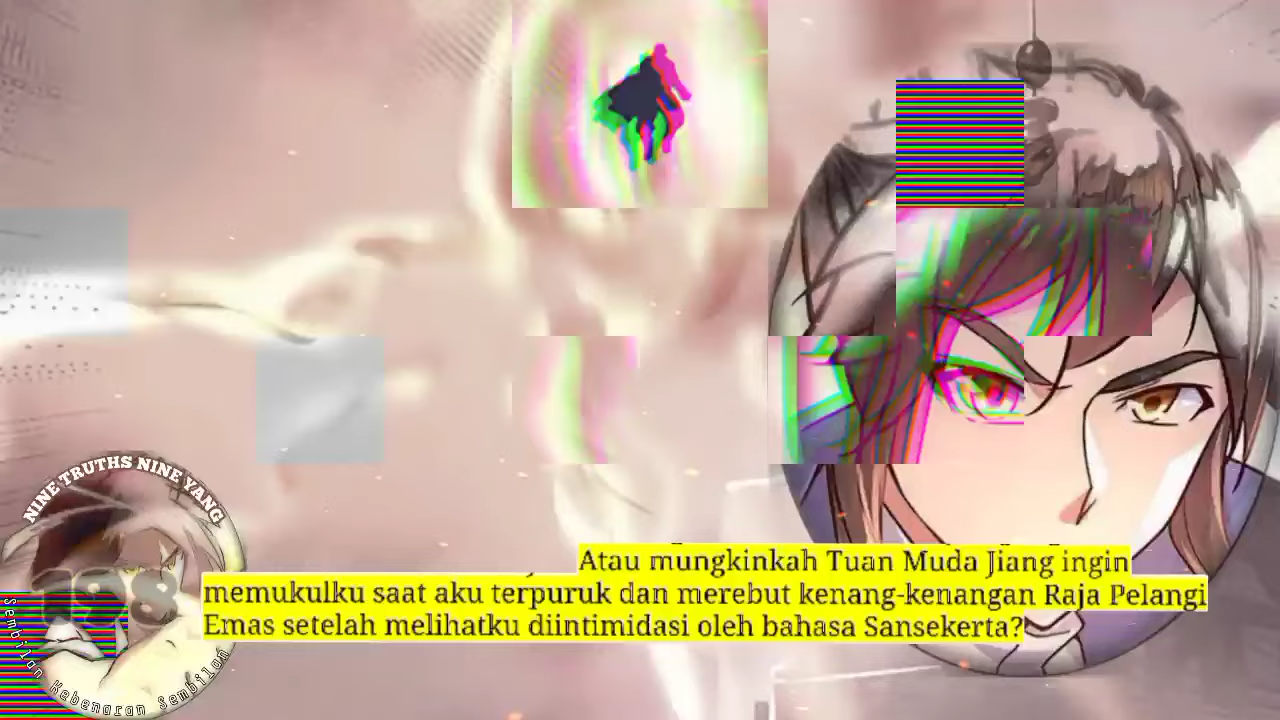 NINE TRUTHS NINE YANG
198
Atau mungkinkah Tuan Muda Jiang ingin
memukulku saat aku terpuruk dan merebut kenang-kenangan Raja Pelangi
Emas setelah melihatku diintimidasi oleh bahasa Sansekerta?
Sembilan Kebenaran Sembilan